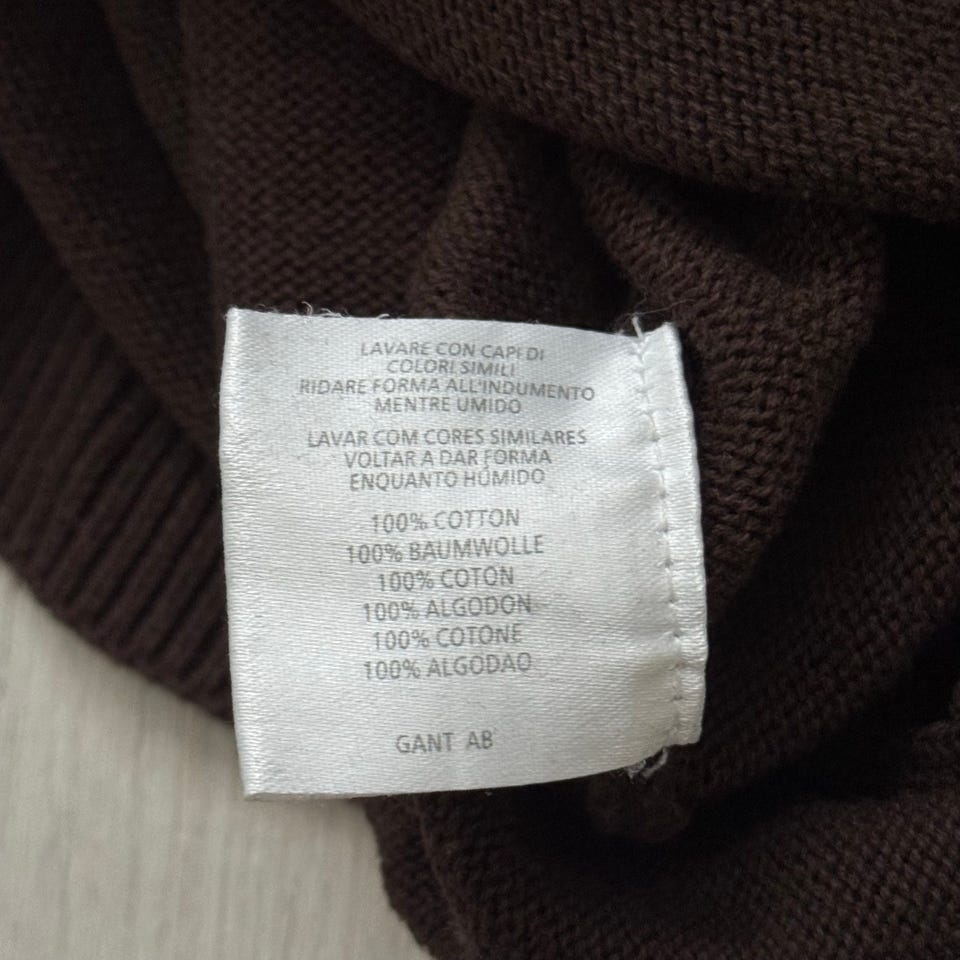 LAVARE CON CAPI DI
COLORI SIMILI
RIDARE FORMA ALL'INDUMENTO
MENTRE UMIDO
LAVAR COM CORES SIMILARES
VOLTAR A DAR FORMA
ENQUANTO HÚMIDO
100% COTTON
100% BAUMWOLLE
100% COTON
100% ALGODON
100% COTONE
100% ALGODAO
GANT AB